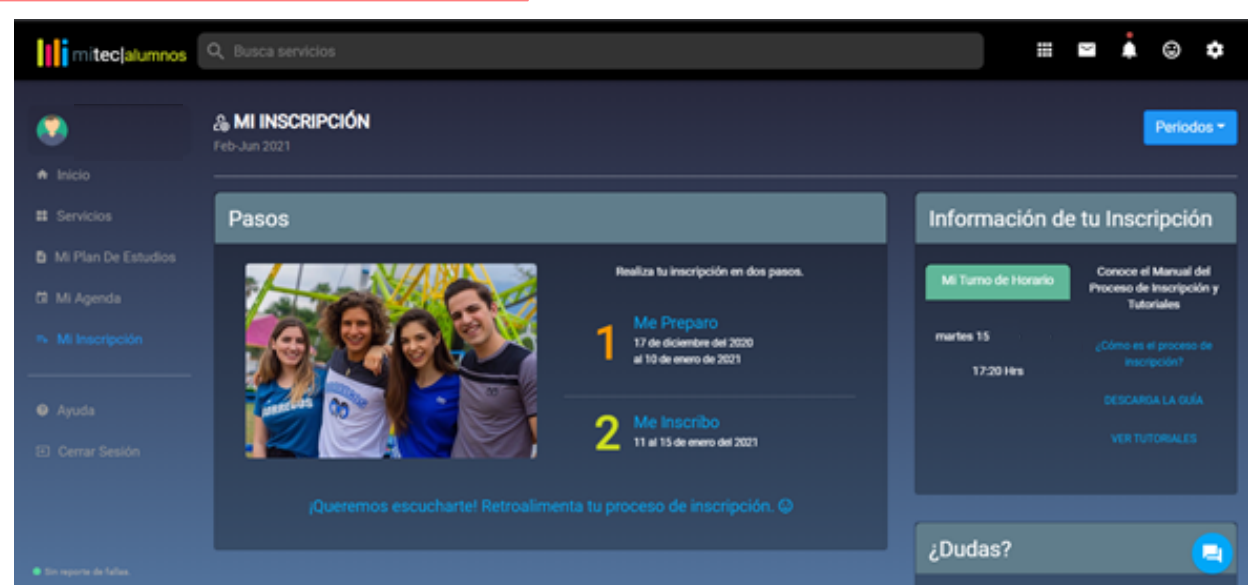 mitec|alumnos
Busca servicios
MI INSCRIPCIÓN
Feb-Jun 2021
Periodos
Inicio
Servicios
Mi Plan De Estudios
Mi Agenda
Mi Inscripción
Ayuda
Cerrar Sesión
Sin reporte de fallas.
Pasos
Realiza tu inscripción en dos pasos.
1
Me Preparo
17 de diciembre del 2020
al 10 de enero de 2021
2
Me Inscribo
11 al 15 de enero del 2021
¡Queremos escucharte! Retroalimenta tu proceso de inscripción.
Información de tu Inscripción
Mi Turno de Horario
martes 15
17:20 Hrs
Conoce el Manual del
Proceso de Inscripción y
Tutoriales
¿Cómo es el proceso de
inscripción?
DESCARGA LA GUÍA
VER TUTORIALES
¿Dudas?